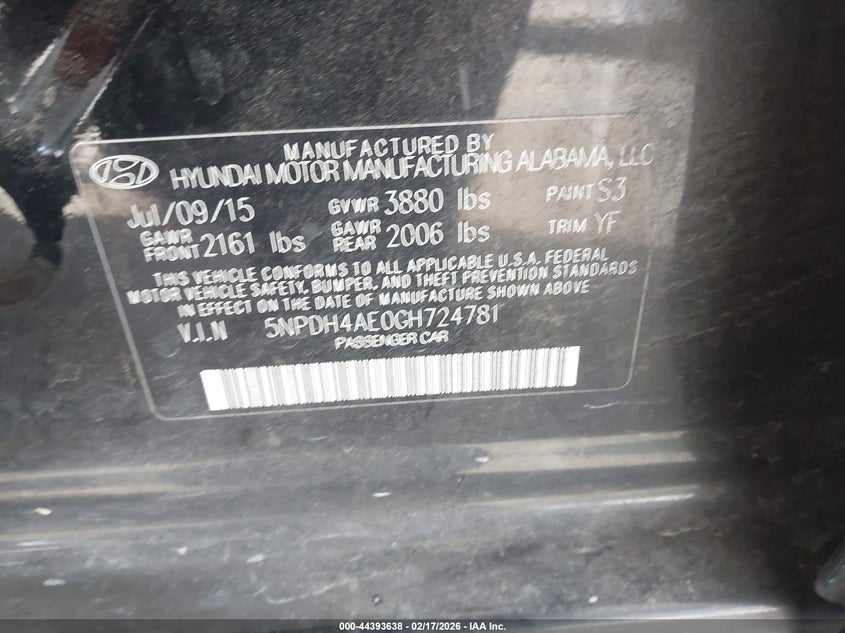 MANUFACTURED BY
HYUNDAI MOTOR MANUFACTURING ALABAMA, LLC
Jul/09/15 GVWR 3880 lbs PAINT S3
GAWR FRONT 2161 lbs GAWR REAR 2006 lbs TRIM YF
THIS VEHICLE CONFORMS TO ALL APPLICABLE U.S.A. FEDERAL
MOTOR VEHICLE SAFETY, BUMPER, AND THEFT PREVENTION STANDARDS
IN EFFECT ON THE DATE OF MANUFACTURE SHOWN ABOVE
V.I.N 5NPDH4AE0GH724781
PASSENGER CAR
000-44393638 - 02/17/2026 - IAA Inc.